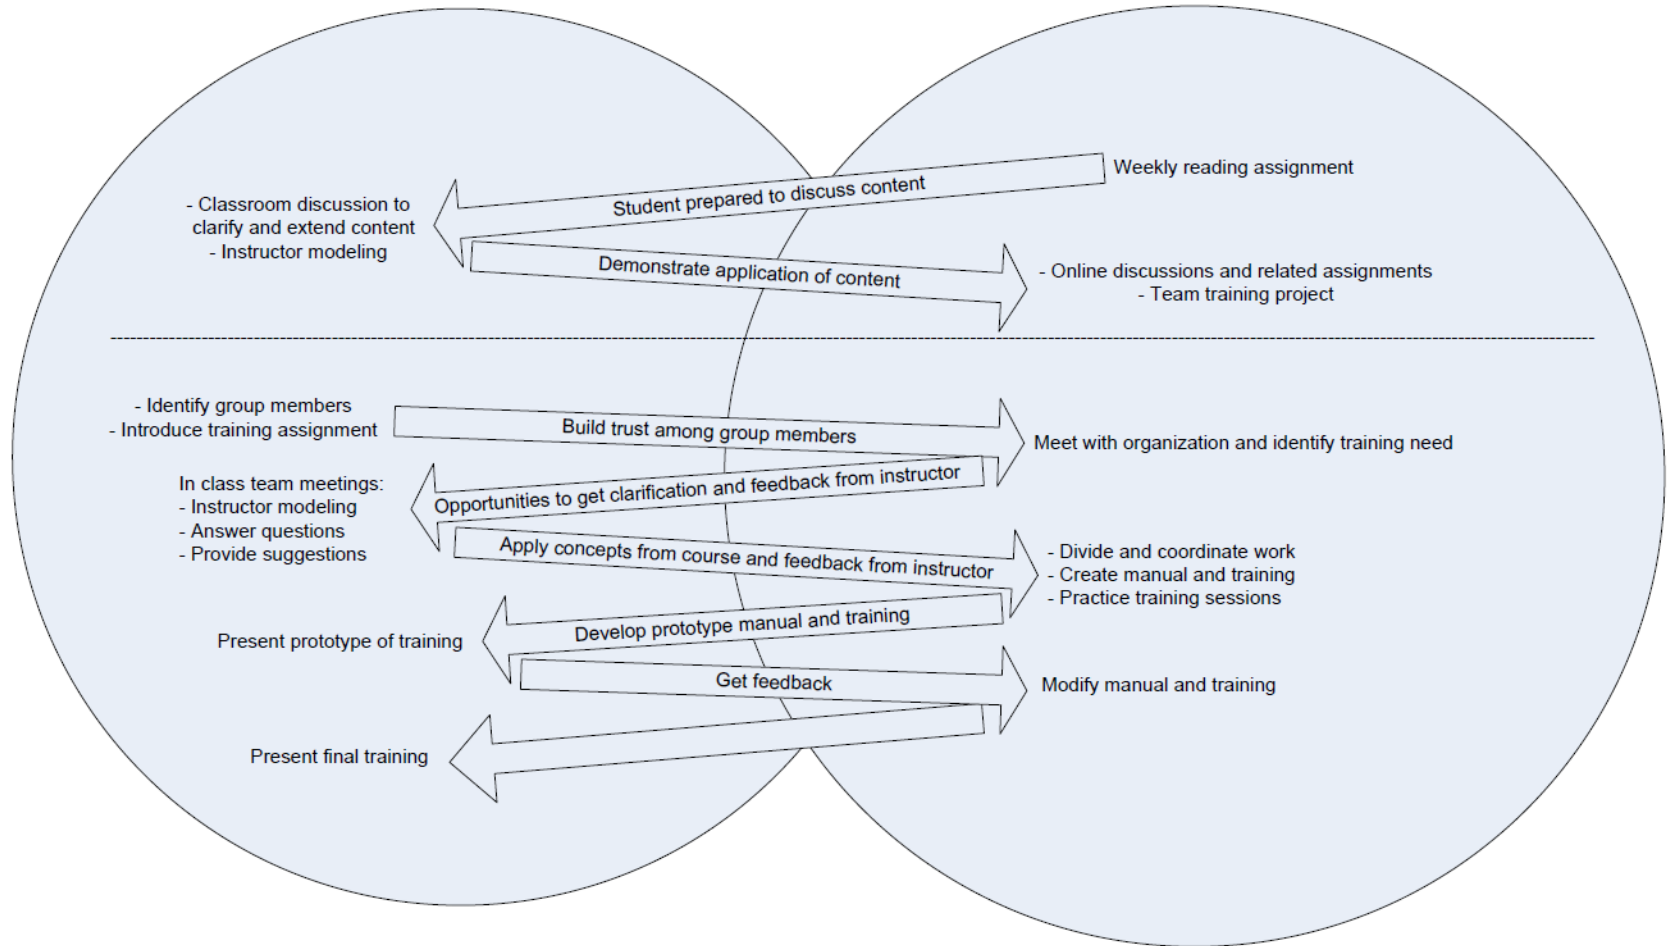 Weekly reading assignment
Student prepared to discuss content
- Classroom discussion to
clarify and extend content
- Instructor modeling
Demonstrate application of content
- Online discussions and related assignments
- Team training project
- Identify group members
- Introduce training assignment
Build trust among group members
Meet with organization and identify training need
Opportunities to get clarification and feedback from instructor
In class team meetings:
- Instructor modeling
- Answer questions
- Provide suggestions
Apply concepts from course and feedback from instructor
- Divide and coordinate work
- Create manual and training
- Practice training sessions
Develop prototype manual and training
Present prototype of training
Get feedback
Modify manual and training
Present final training